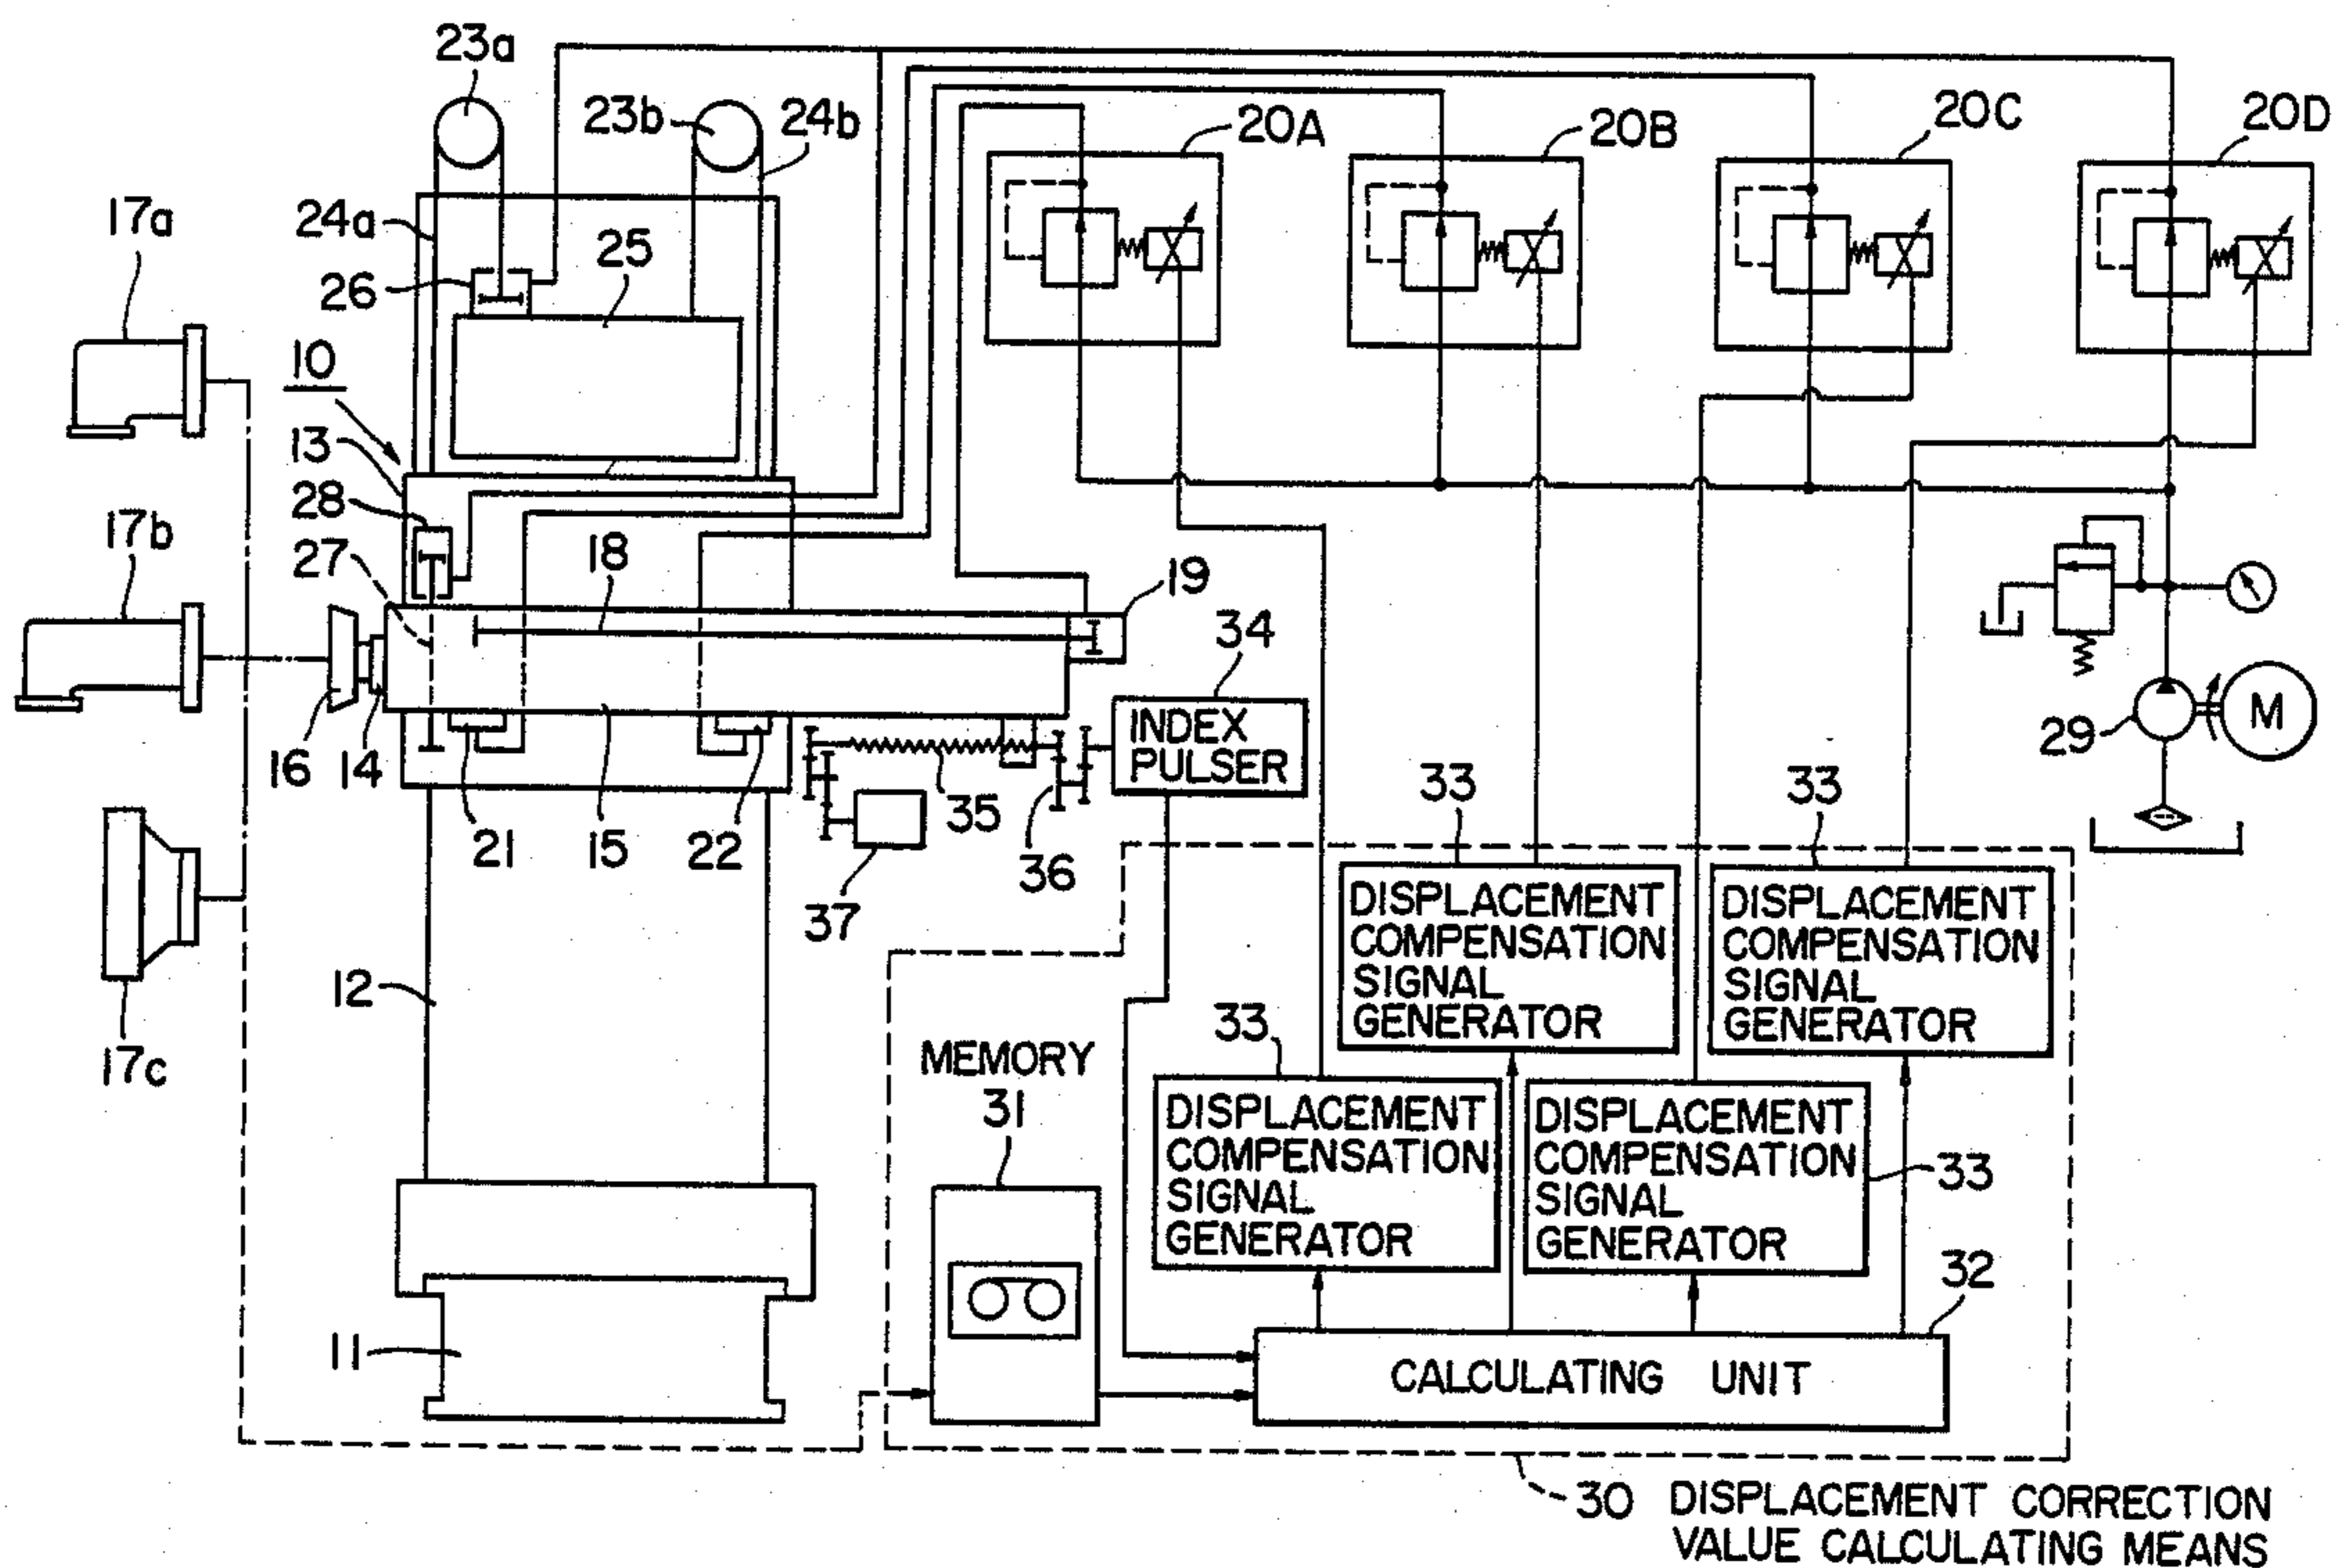 23a
23b
24b
20A
20B
20C
20D
17a
24a
25
26
10
13
28
17b
27
18
19
34
INDEX
PULSER
M
29
16
14
21
15
22
35
36
37
33
33
DISPLACEMENT
COMPENSATION
SIGNAL
GENERATOR
DISPLACEMENT
COMPENSATION
SIGNAL
GENERATOR
12
17c
MEMORY
31
33
DISPLACEMENT
COMPENSATION
SIGNAL
GENERATOR
DISPLACEMENT
COMPENSATION
SIGNAL
GENERATOR
33
32
11
CALCULATING UNIT
30 DISPLACEMENT CORRECTION
VALUE CALCULATING MEANS